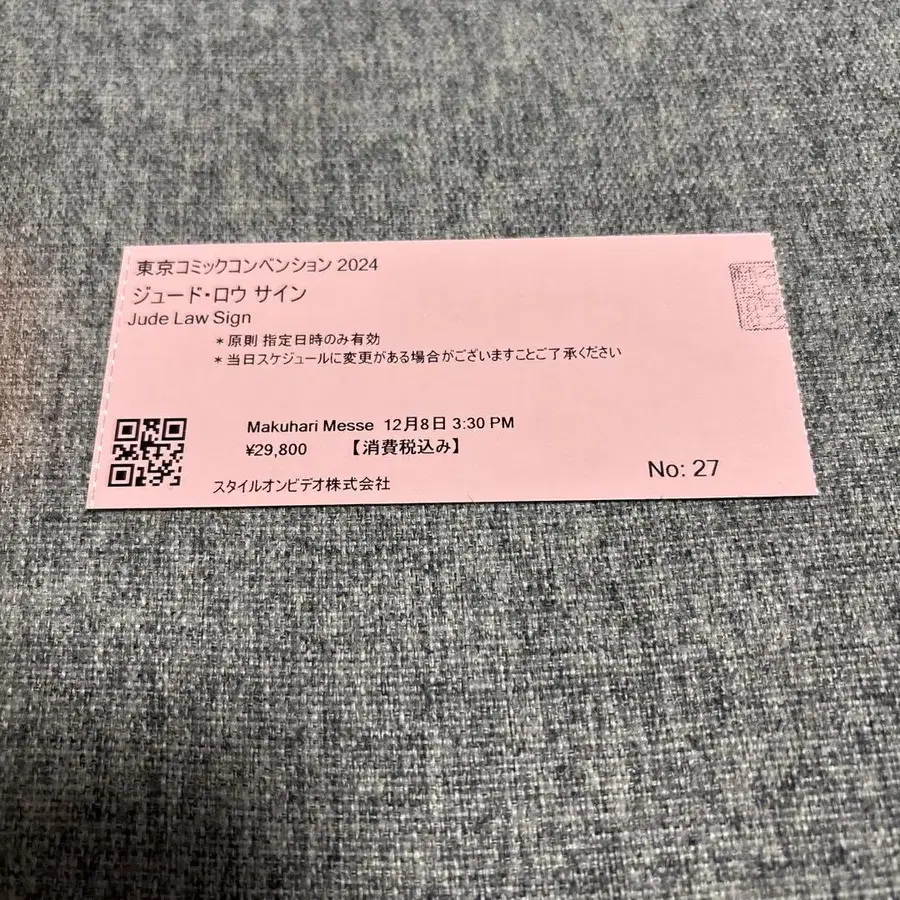 東京コミックコンベンション 2024
ジュード・ロウ サイン
Jude Law Sign
＊原則 指定日時のみ有効
＊当日スケジュールに変更がある場合がございますことご了承ください
Makuhari Messe 12月8日 3:30 PM
¥29,800 【消費税込み】
スタイルオンビデオ株式会社
No: 27